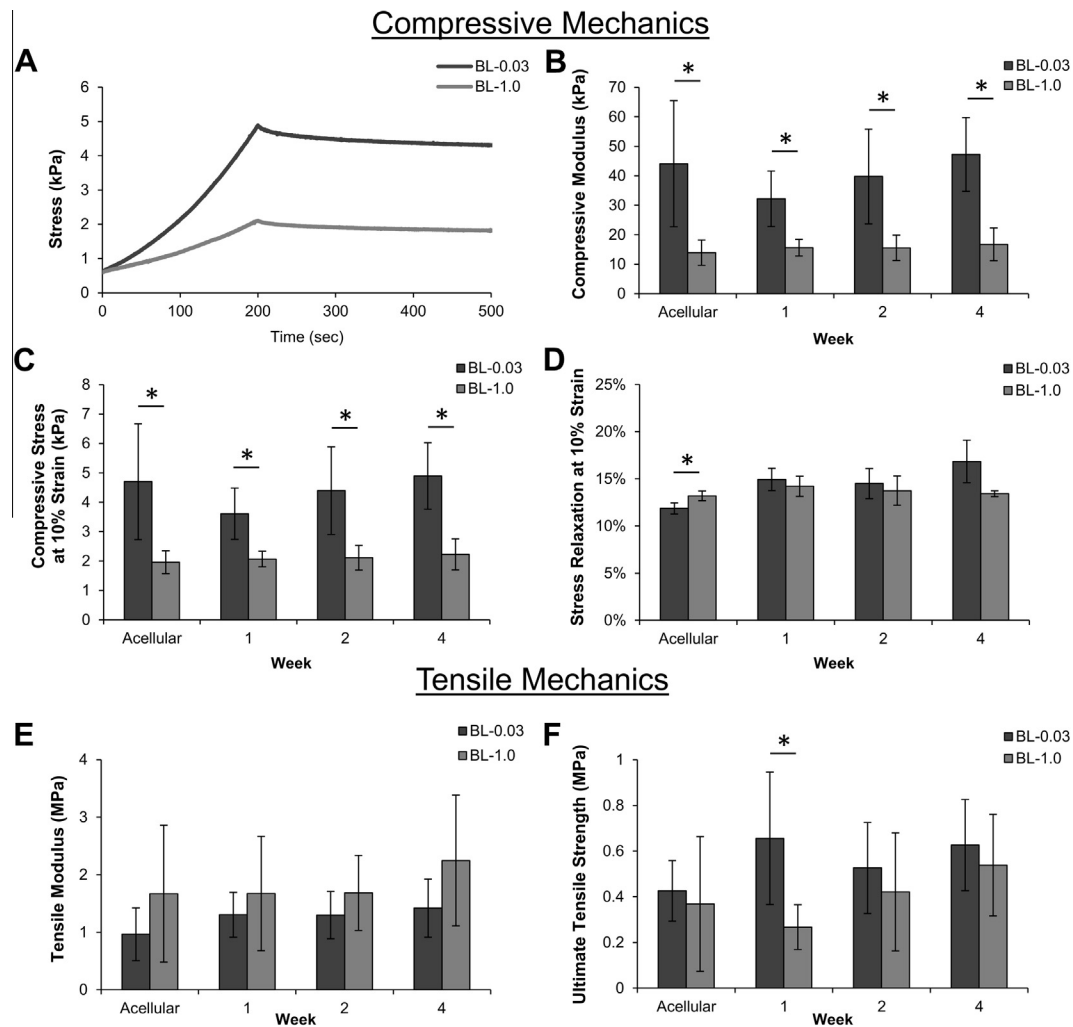 Compressive Mechanics
A
BL-0.03
BL-1.0
Stress (kPa)
6
5
4
3
2
1
0
0 100 200 300 400 500
Time (sec)
B
BL-0.03
BL-1.0
Compressive Modulus (kPa)
70
60
50
40
30
20
10
0
* * * *
Acellular 1 2 4
Week
C
BL-0.03
BL-1.0
Compressive Stress
at 10% Strain (kPa)
8
7
6
5
4
3
2
1
0
* * * *
Acellular 1 2 4
Week
D
BL-0.03
BL-1.0
Stress Relaxation at 10% Strain
25%
20%
15%
10%
5%
0%
*
Acellular 1 2 4
Week
Tensile Mechanics
E
BL-0.03
BL-1.0
Tensile Modulus (MPa)
4
3
2
1
0
Acellular 1 2 4
Week
F
BL-0.03
BL-1.0
Ultimate Tensile Strength (MPa)
1
0.8
0.6
0.4
0.2
0
*
Acellular 1 2 4
Week